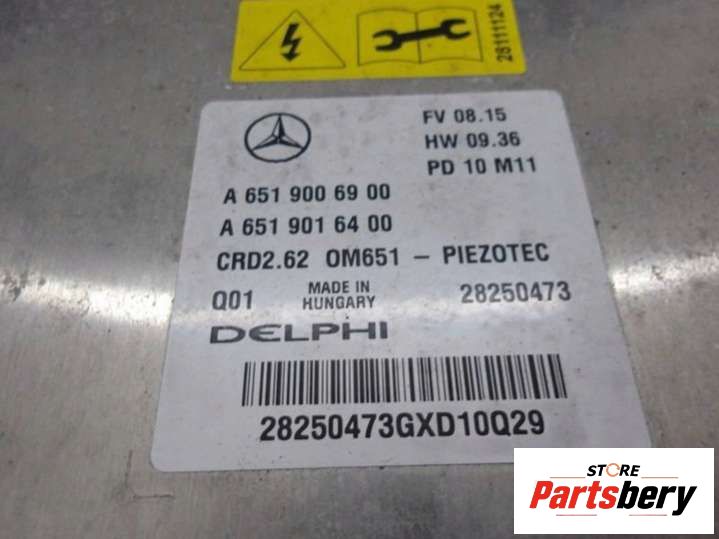 28111124
FV 08.15
HW 09.36
PD 10 M11
A 651 900 69 00
A 651 901 64 00
CRD2.62 OM651 - PIEZOTEC
Q01 MADE IN HUNGARY 28250473
DELPHI
28250473GXD10Q29
STORE
Partsbery